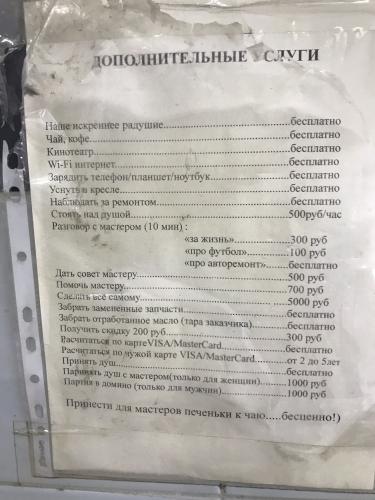 ДОПОЛНИТЕЛЬНЫЕ УСЛУГИ
Наше искреннее радушие..............................бесплатно
Чай, кофе.....................................................бесплатно
Кинотеатр....................................................бесплатно
Wi-Fi интернет.............................................бесплатно
Зарядить телефон/планшет/ноутбук...........бесплатно
Уснуть в кресле............................................бесплатно
Наблюдать за ремонтом...............................бесплатно
Стоять над душой........................................500руб/час
Разговор с мастером (10 мин) :
«за жизнь»..............300 руб
«про футбол»..........100 руб
«про авторемонт»...бесплатно
Дать совет мастеру.......................................500 руб
Помочь мастеру............................................700 руб
Сделать всё самому......................................5000 руб
Забрать заменённые запчасти......................бесплатно
Забрать отработанное масло (тара заказчика).бесплатно
Получить скидку 200 руб..............................300 руб
Расчитаться по картеVISA/MasterCard.........бесплатно
Расчитаться по чужой карте VISA/MasterCard....от 2 до 5лет
Принять душ.................................................бесплатно
Принять душ с мастером(только для женщин)....1000 руб
Партия в домино (только для мужчин)..........1000 руб
Принести для мастеров печеньки к чаю.....бесценно!)